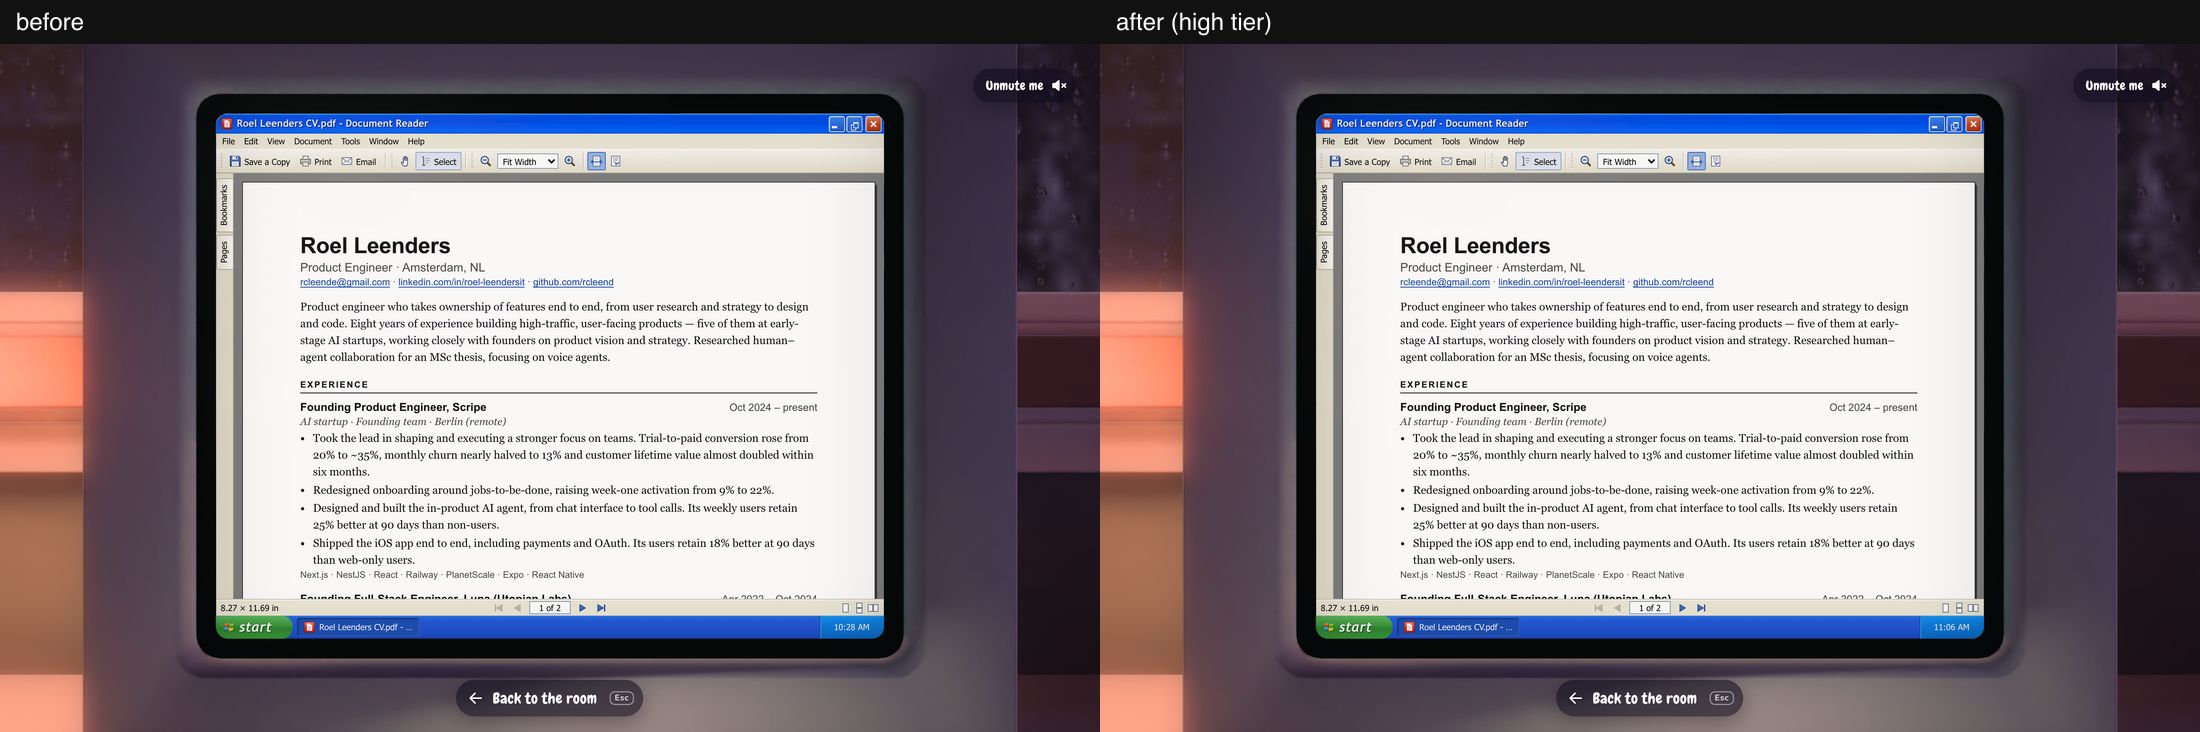 before
Unmute me
Roel Leenders CV.pdf - Document Reader
File Edit View Document Tools Window Help
Save a Copy Print Email Select Fit Width
Bookmarks
Pages
Roel Leenders
Product Engineer · Amsterdam, NL
rcleende@gmail.com · linkedin.com/in/roel-leendersit · github.com/rcleend
Product engineer who takes ownership of features end to end, from user research and strategy to design
and code. Eight years of experience building high-traffic, user-facing products — five of them at early-
stage AI startups, working closely with founders on product vision and strategy. Researched human–
agent collaboration for an MSc thesis, focusing on voice agents.
EXPERIENCE
Founding Product Engineer, Scripe Oct 2024 – present
AI startup · Founding team · Berlin (remote)
• Took the lead in shaping and executing a stronger focus on teams. Trial-to-paid conversion rose from
20% to ~35%, monthly churn nearly halved to 13% and customer lifetime value almost doubled within
six months.
• Redesigned onboarding around jobs-to-be-done, raising week-one activation from 9% to 22%.
• Designed and built the in-product AI agent, from chat interface to tool calls. Its weekly users retain
25% better at 90 days than non-users.
• Shipped the iOS app end to end, including payments and OAuth. Its users retain 18% better at 90 days
than web-only users.
Next.js · NestJS · React · Railway · PlanetScale · Expo · React Native
Founding Full Stack Engineer, Luna (Utopian Labs) Apr 2022 – Oct 2024
8.27 × 11.69 in 1 of 2
start Roel Leenders CV.pdf - ... 10:28 AM
Back to the room Esc
after (high tier)
Unmute me
Roel Leenders CV.pdf - Document Reader
File Edit View Document Tools Window Help
Save a Copy Print Email Select Fit Width
Bookmarks
Pages
Roel Leenders
Product Engineer · Amsterdam, NL
rcleende@gmail.com · linkedin.com/in/roel-leendersit · github.com/rcleend
Product engineer who takes ownership of features end to end, from user research and strategy to design
and code. Eight years of experience building high-traffic, user-facing products — five of them at early-
stage AI startups, working closely with founders on product vision and strategy. Researched human–
agent collaboration for an MSc thesis, focusing on voice agents.
EXPERIENCE
Founding Product Engineer, Scripe Oct 2024 – present
AI startup · Founding team · Berlin (remote)
• Took the lead in shaping and executing a stronger focus on teams. Trial-to-paid conversion rose from
20% to ~35%, monthly churn nearly halved to 13% and customer lifetime value almost doubled within
six months.
• Redesigned onboarding around jobs-to-be-done, raising week-one activation from 9% to 22%.
• Designed and built the in-product AI agent, from chat interface to tool calls. Its weekly users retain
25% better at 90 days than non-users.
• Shipped the iOS app end to end, including payments and OAuth. Its users retain 18% better at 90 days
than web-only users.
Next.js · NestJS · React · Railway · PlanetScale · Expo · React Native
Founding Full Stack Engineer, Luna (Utopian Labs) Apr 2022 – Oct 2024
8.27 × 11.69 in 1 of 2
start Roel Leenders CV.pdf - ... 11:06 AM
Back to the room Esc